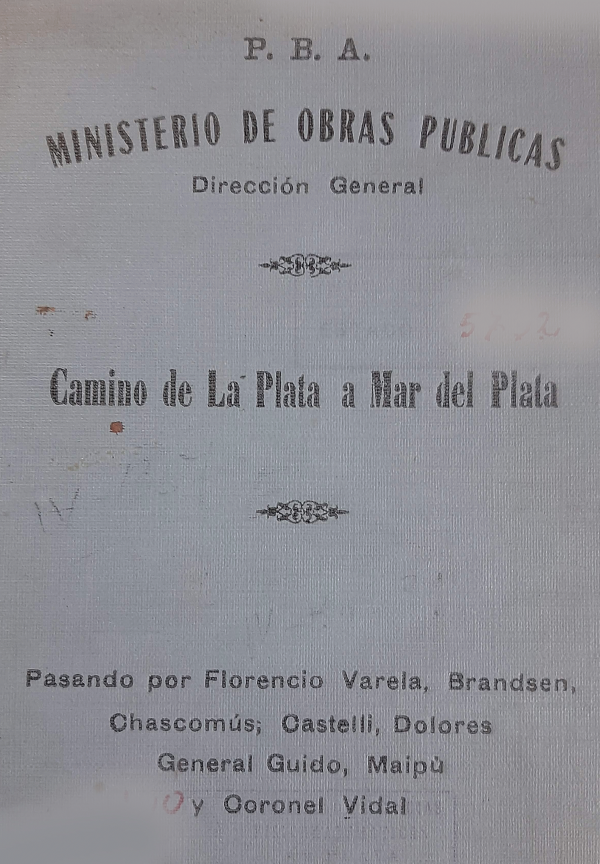 P. B. A.
MINISTERIO DE OBRAS PUBLICAS
Dirección General
Camino de La Plata a Mar del Plata
Pasando por Florencio Varela, Brandsen,
Chascomús; Castelli, Dolores
General Guido, Maipù
y Coronel Vidal